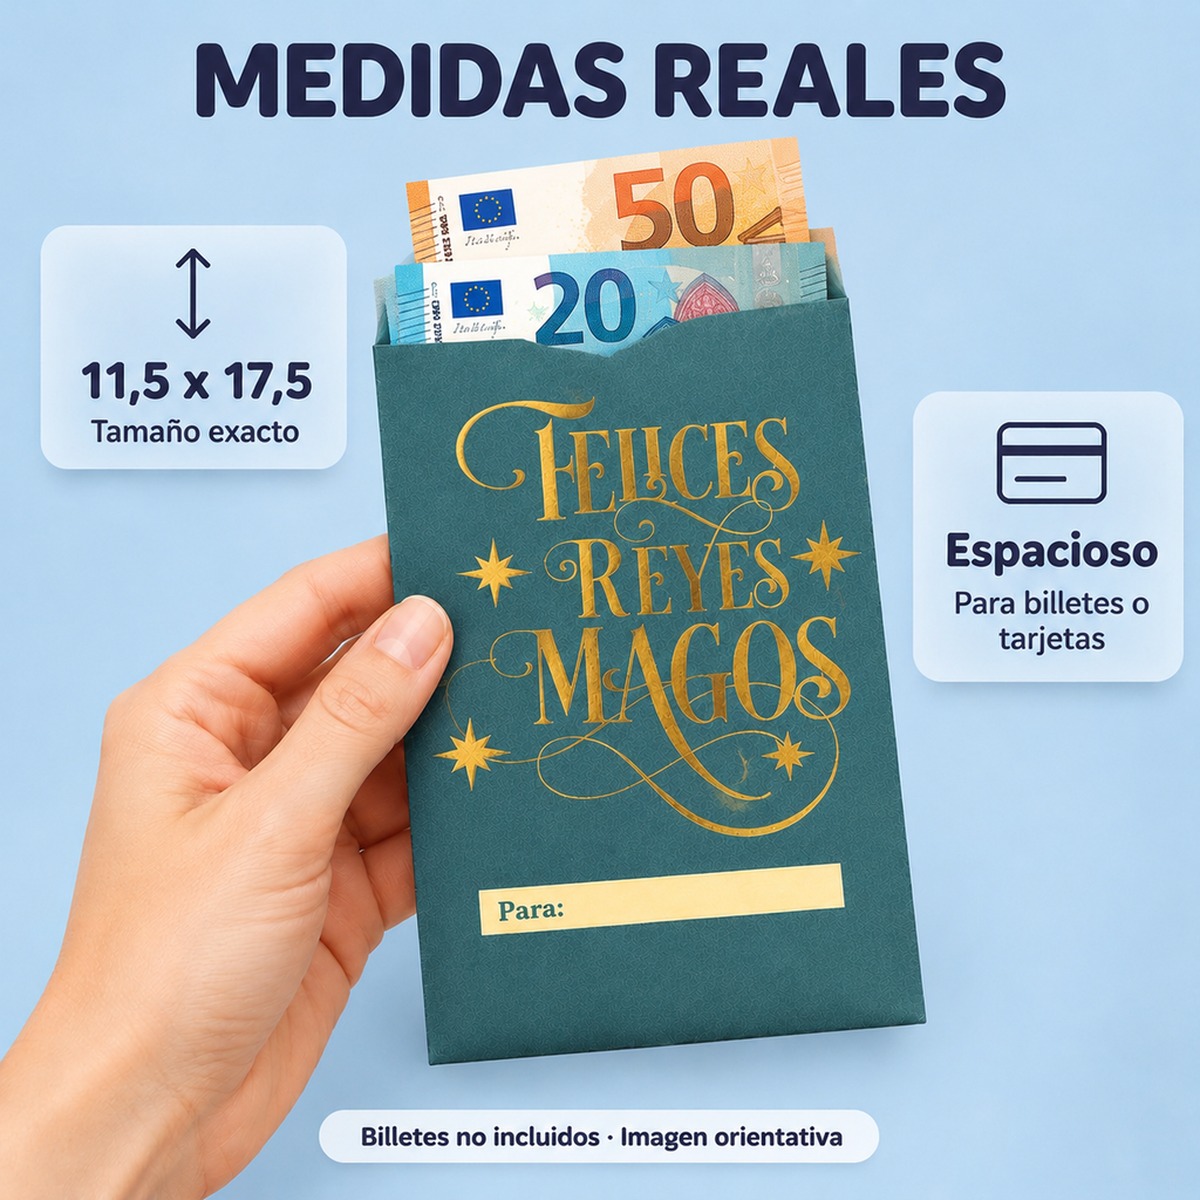 MEDIDAS REALES
50
20
11,5 x 17,5
Tamaño exacto
FELICES
REYES
MAGOS
Para:
Espacioso
Para billetes o
tarjetas
Billetes no incluidos · Imagen orientativa